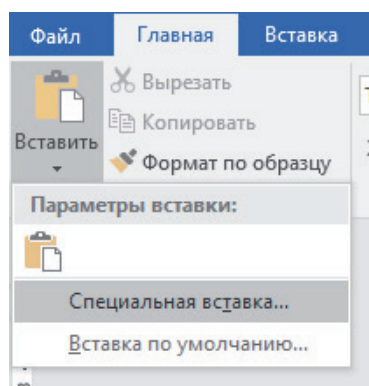 Файл Главная Вставка
Вырезать
Копировать
Вставить
Формат по образцу
Параметры вставки:
Специальная вставка...
Вставка по умолчанию...